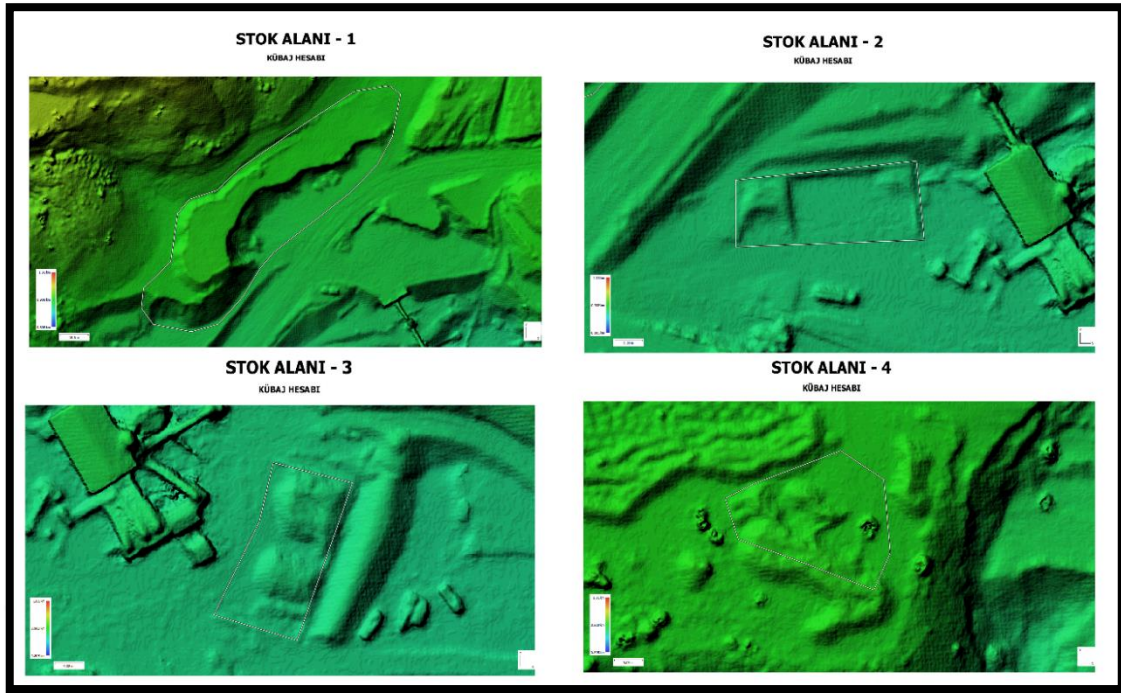 STOK ALANI - 1
KÜBAJ HESABI
STOK ALANI - 2
KÜBAJ HESABI
STOK ALANI - 3
KÜBAJ HESABI
STOK ALANI - 4
KÜBAJ HESABI